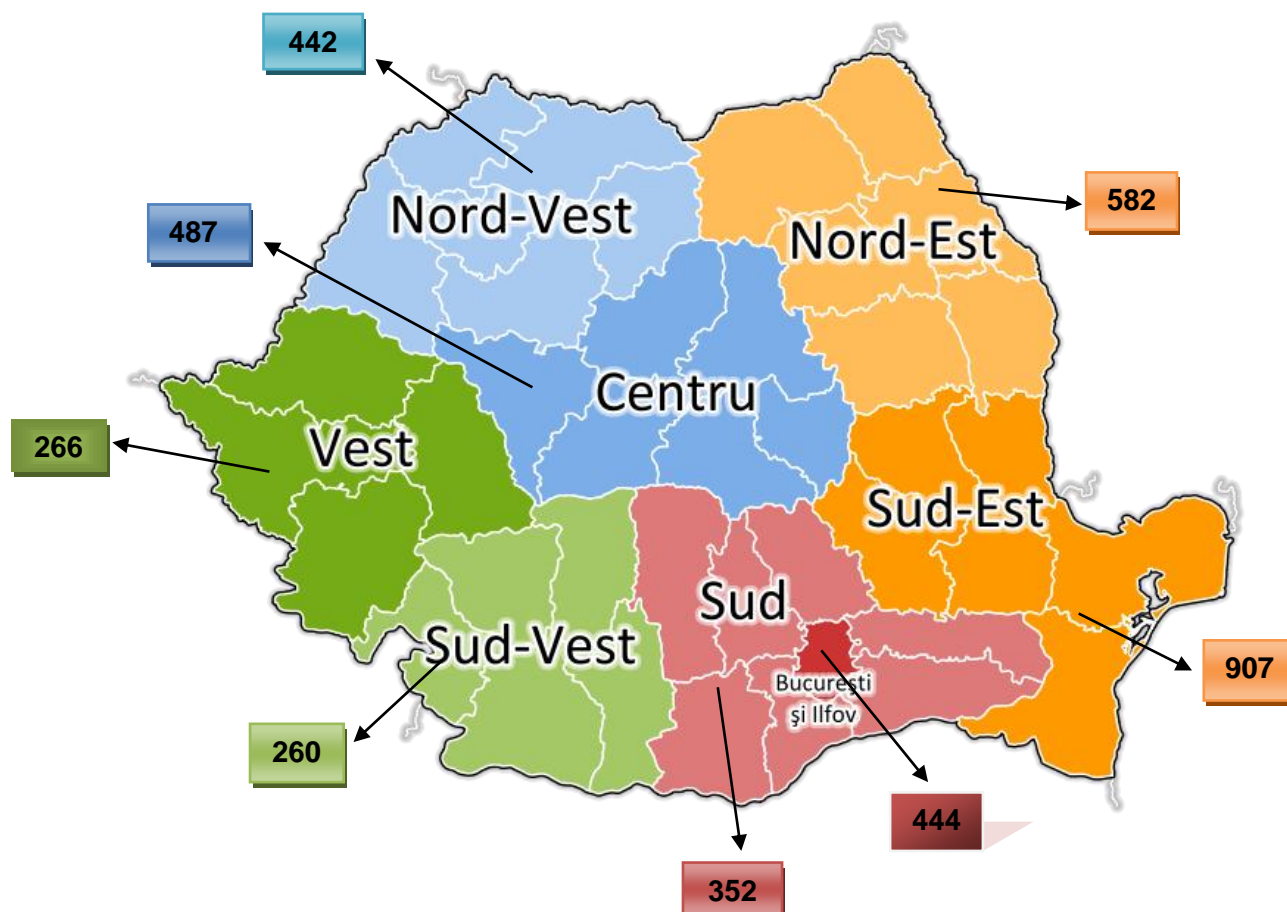 442
582
487
Nord-Vest
Nord-Est
Centru
266
Vest
Sud-Est
Sud
Sud-Vest
București
și Ilfov
907
260
444
352